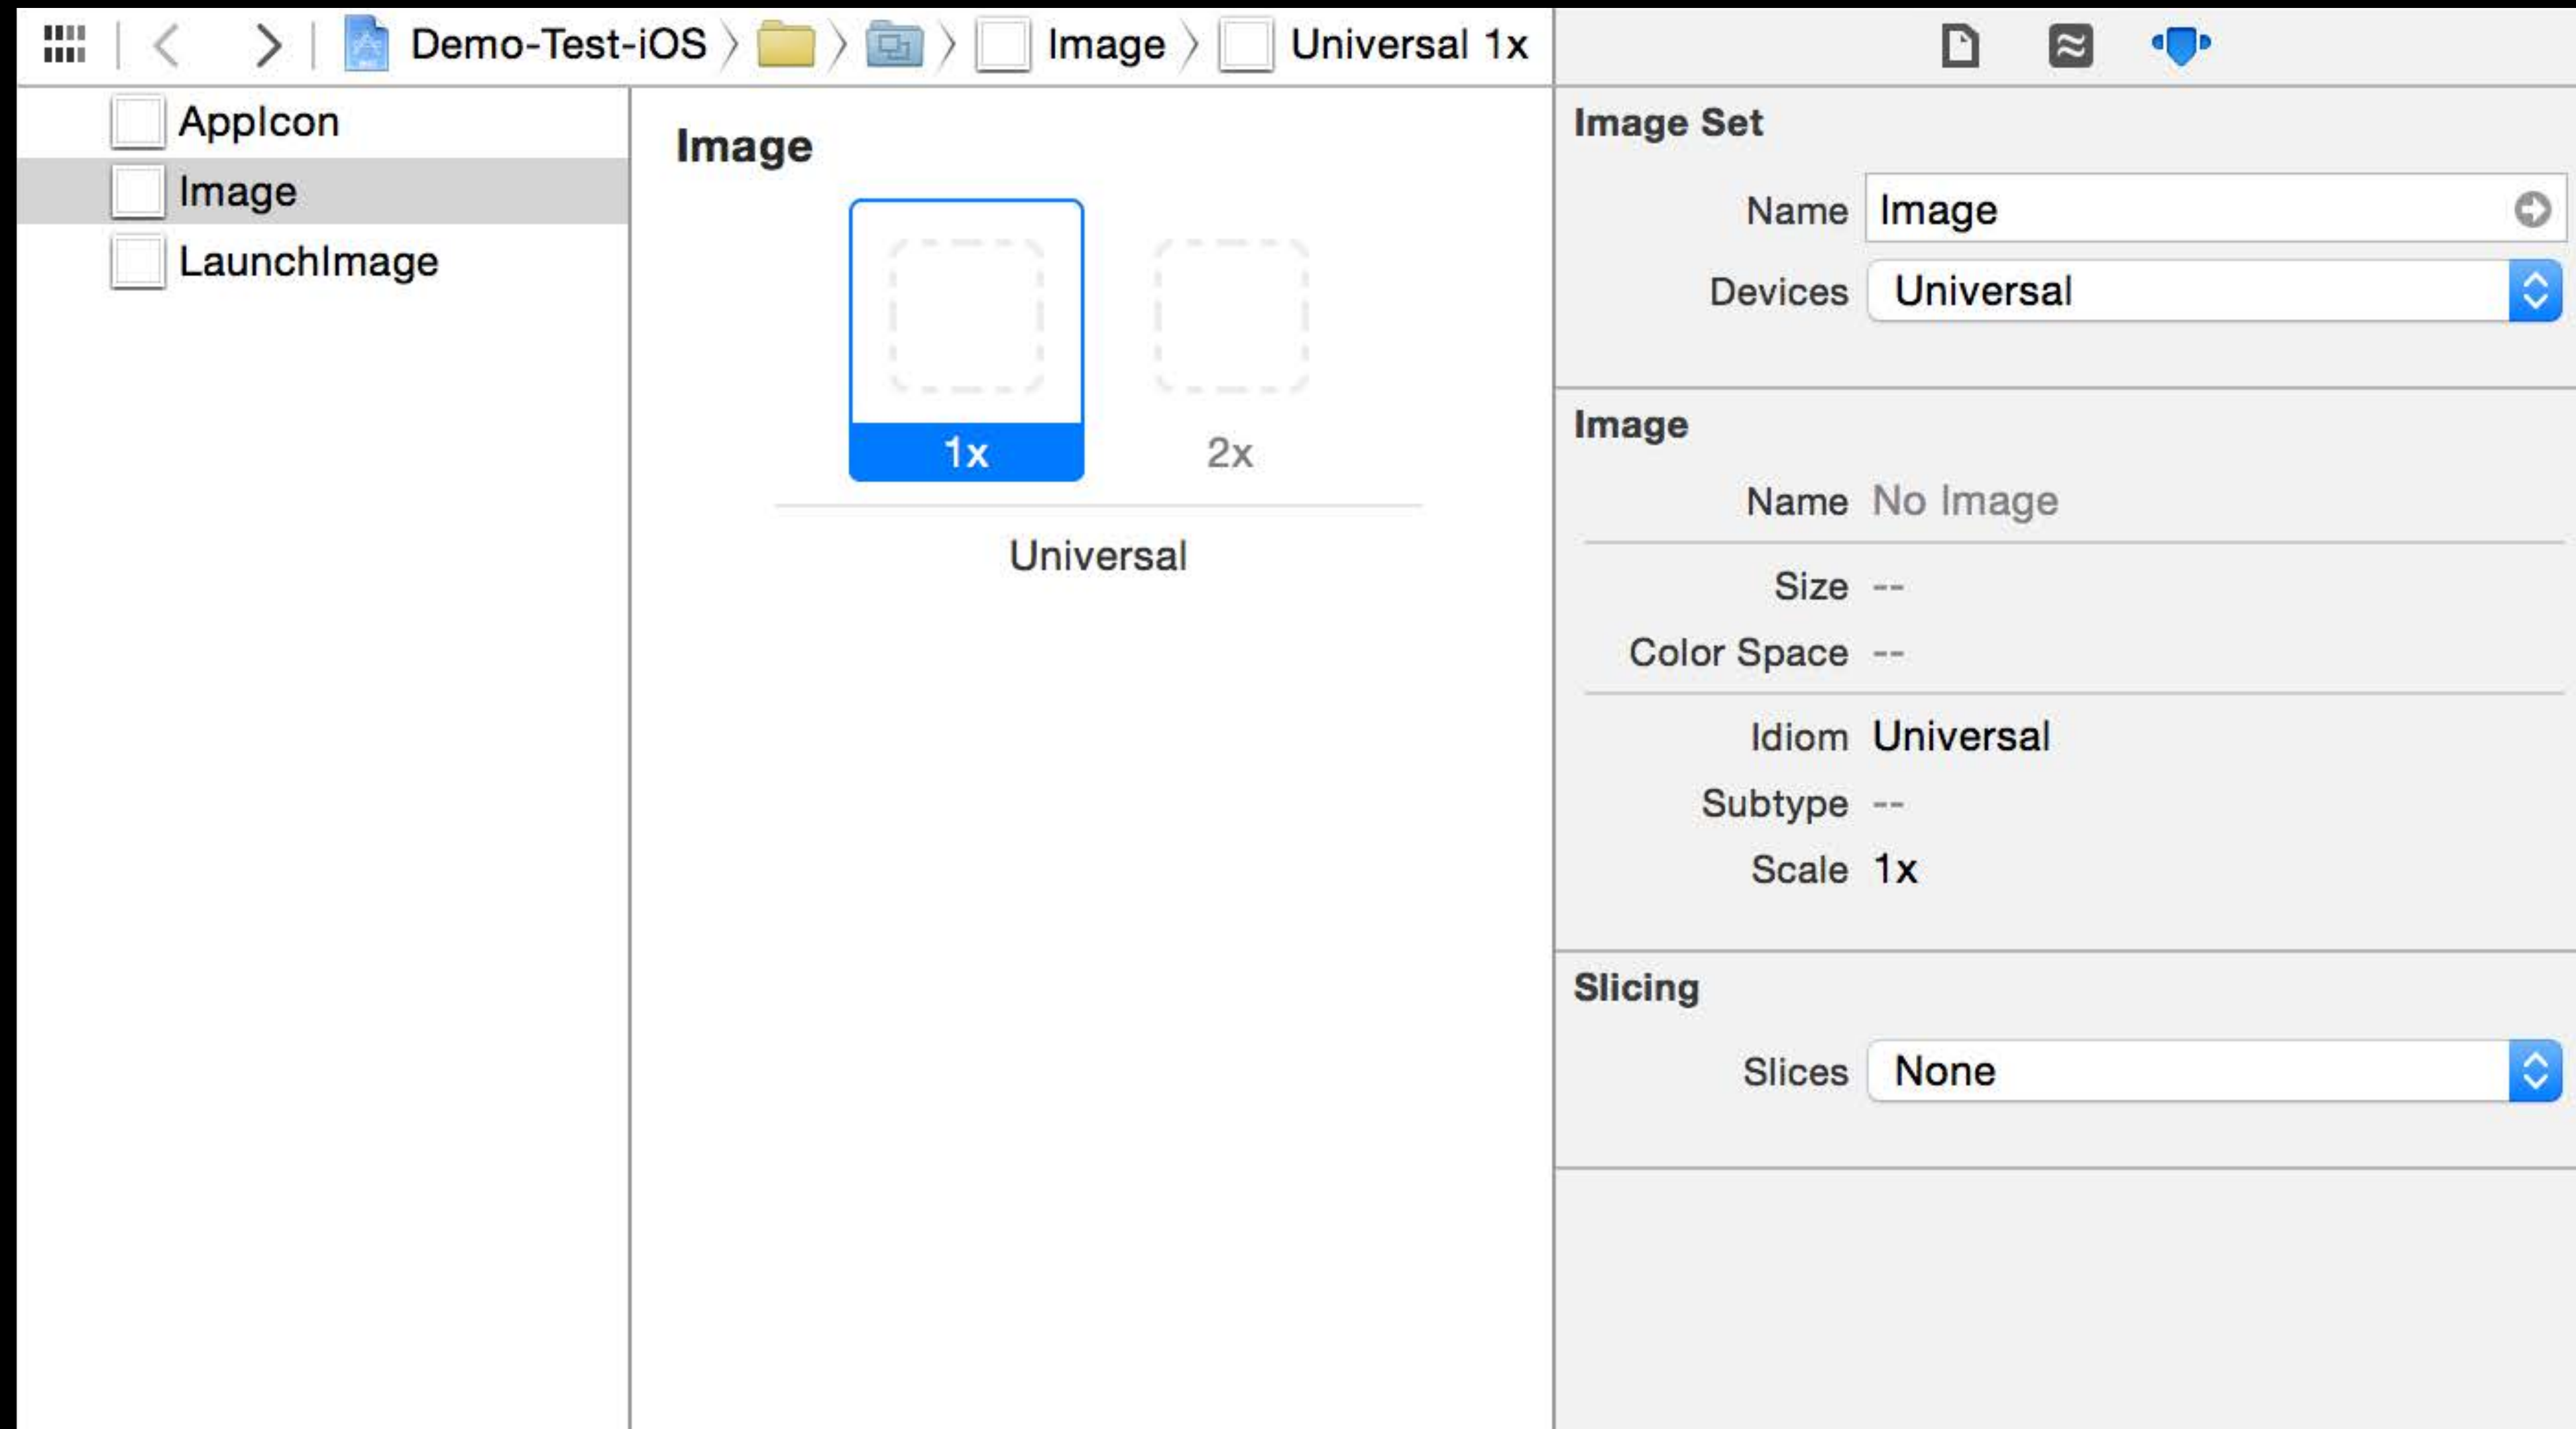 Demo-Test-iOS Image Universal 1x
AppIcon
Image
LaunchImage
Image
1x 2x
Universal
Image Set
Name Image
Devices Universal
Image
Name No Image
Size --
Color Space --
Idiom Universal
Subtype --
Scale 1x
Slicing
Slices None